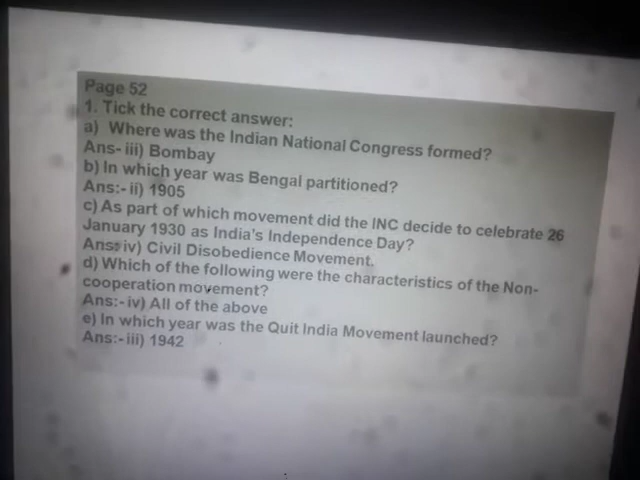 Page 52
1. Tick the correct answer:
a) Where was the Indian National Congress formed?
Ans- iii) Bombay
b) In which year was Bengal partitioned?
Ans:- ii) 1905
c) As part of which movement did the INC decide to celebrate 26
January 1930 as India's Independence Day?
Ans:- iv) Civil Disobedience Movement.
d) Which of the following were the characteristics of the Non-
cooperation movement?
Ans:- iv) All of the above
e) In which year was the Quit India Movement launched?
Ans:- iii) 1942